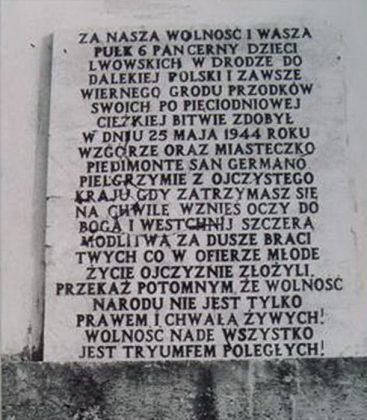 ZA NASZĄ WOLNOŚĆ I WASZĄ
PUŁK 6 PANCERNY DZIECI
LWOWSKICH W DRODZE DO
DALEKIEJ POLSKI I ZAWSZE
WIERNEGO GRODU PRZODKÓW
SWOICH PO PIĘCIODNIOWEJ
CIĘŻKIEJ BITWIE ZDOBYŁ
W DNIU 25 MAJA 1944 ROKU
WZGÓRZE ORAZ MIASTECZKO
PIEDIMONTE SAN GERMANO
PIELGRZYMIE Z OJCZYSTEGO
KRAJU GDY ZATRZYMASZ SIĘ
NA CHWILĘ WZNIEŚ OCZY DO
BOGA I WESTCHNIJ SZCZERĄ
MODLITWĄ ZA DUSZE BRACI
TWYCH CO W OFIERZE MŁODE
ŻYCIE OJCZYZNIE ZŁOŻYLI.
PRZEKAŻ POTOMNYM, ŻE WOLNOŚĆ
NARODU NIE JEST TYLKO
PRAWEM I CHWAŁĄ ŻYWYCH!
WOLNOŚĆ NADE WSZYSTKO
JEST TRYUMFEM POLEGŁYCH!